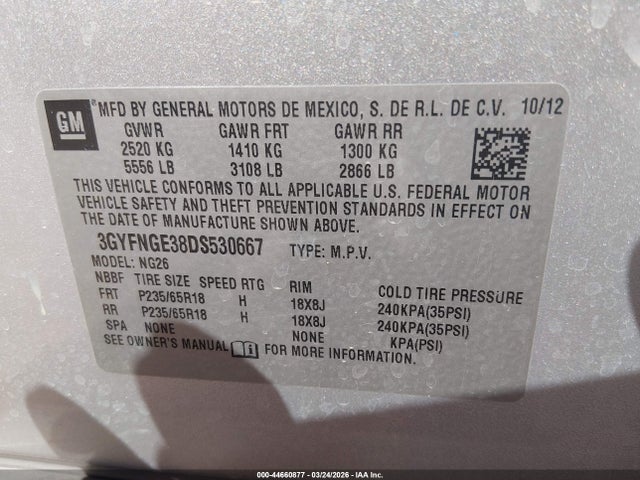 GM
® MFD BY GENERAL MOTORS DE MEXICO, S. DE R.L. DE C.V. 10/12
GVWR GAWR FRT GAWR RR
2520 KG 1410 KG 1300 KG
5556 LB 3108 LB 2866 LB
THIS VEHICLE CONFORMS TO ALL APPLICABLE U.S. FEDERAL MOTOR
VEHICLE SAFETY AND THEFT PREVENTION STANDARDS IN EFFECT ON
THE DATE OF MANUFACTURE SHOWN ABOVE.
3GYFNGE38DS530667 TYPE: M.P.V.
MODEL: NG26
NBBF TIRE SIZE SPEED RTG RIM COLD TIRE PRESSURE
FRT P235/65R18 H 18X8J 240KPA(35PSI)
RR P235/65R18 H 18X8J 240KPA(35PSI)
SPA NONE NONE KPA(PSI)
SEE OWNER'S MANUAL FOR MORE INFORMATION.
000-44660877 - 03/24/2026 - IAA Inc.